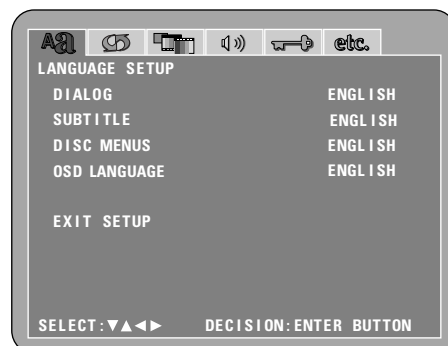 Aa etc.
LANGUAGE SETUP
DIALOG ENGLISH
SUBTITLE ENGLISH
DISC MENUS ENGLISH
OSD LANGUAGE ENGLISH
EXIT SETUP
SELECT:▼▲◄► DECISION:ENTER BUTTON